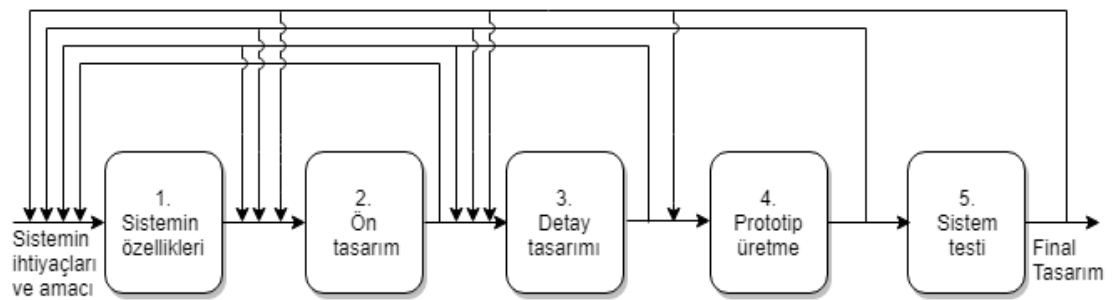 Sistemin
ihtiyaçları
ve amacı
1.
Sistemin
özellikleri
2.
Ön
tasarım
3.
Detay
tasarımı
4.
Prototip
üretme
5.
Sistem
testi
Final
Tasarım